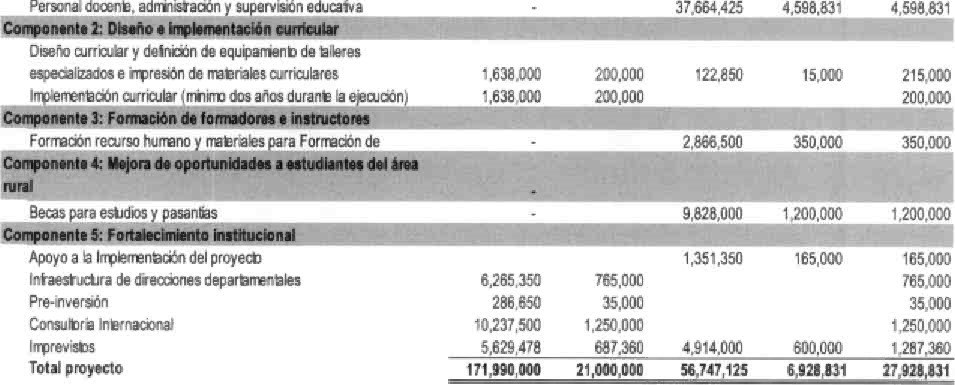 Personal docente, administración y supervisión educativa - 37,664,425 4,598,831 4,598,831
Componente 2: Diseño e implementación curricular
Diseño curricular y definición de equipamiento de talleres
especializados e impresión de materiales curriculares 1,638,000 200,000 122,850 15,000 215,000
Implementación curricular (minimo dos años durante la ejecución) 1,638,000 200,000 200,000
Componente 3: Formación de formadores e instructores
Formación recurso humano y materiales para Formación de - 2,866,500 350,000 350,000
Componente 4: Mejora de oportunidades a estudiantes del área
rural -
Becas para estudios y pasantías - 9,828,000 1,200,000 1,200,000
Componente 5: Fortalecimiento institucional
Apoyo a la Implementación del proyecto 1,351,350 165,000 165,000
Infraestructura de direcciones departamentales 6,265,350 765,000 765,000
Pre-inversión 286,650 35,000 35,000
Consultoria Internacional 10,237,500 1,250,000 1,250,000
Imprevistos 5,629,478 687,360 4,914,000 600,000 1,287,360
Total proyecto 171,990,000 21,000,000 56,747,125 6,928,831 27,928,831